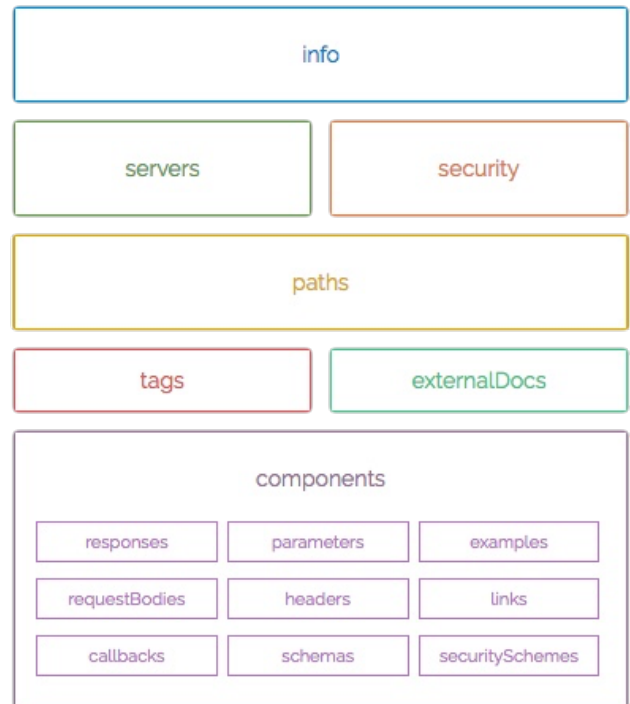 info
servers security
paths
tags externalDocs
components
responses parameters examples
requestBodies headers links
callbacks schemas securitySchemes